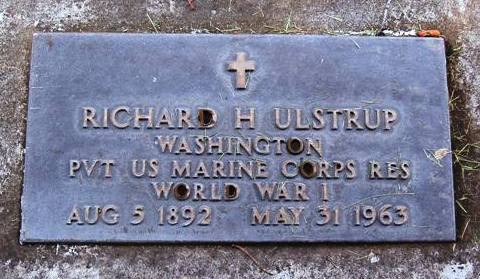 RICHARD H ULSTRUP
WASHINGTON
PVT US MARINE CORPS RES
WORLD WAR I
AUG 5 1892 MAY 31 1963